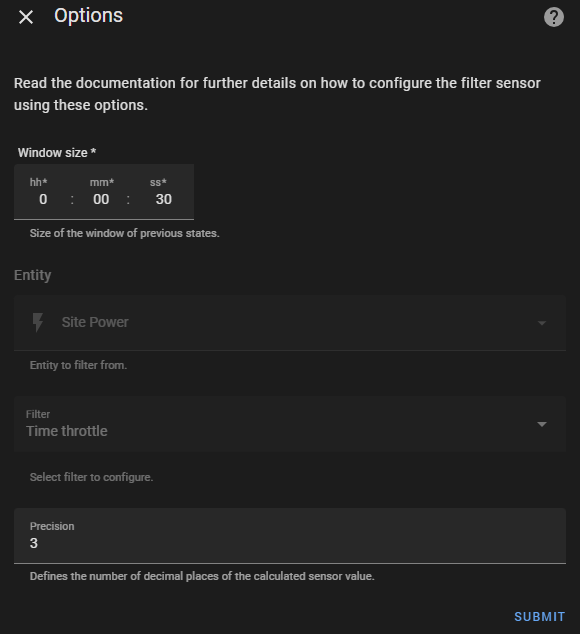 Options
Read the documentation for further details on how to configure the filter sensor
using these options.
Window size *
hh* mm* ss*
0 : 00 : 30
Size of the window of previous states.
Entity
Site Power
Entity to filter from.
Filter
Time throttle
Select filter to configure.
Precision
3
Defines the number of decimal places of the calculated sensor value.
SUBMIT